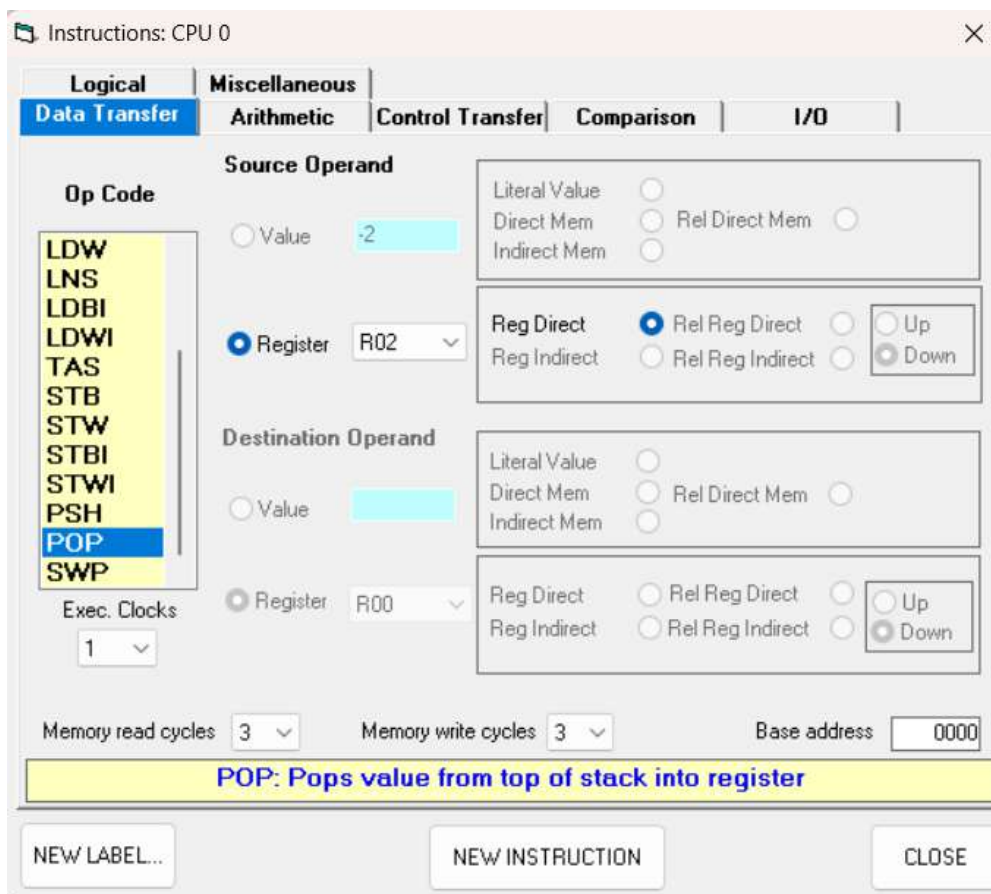 Instructions: CPU 0
Logical Miscellaneous
Data Transfer Arithmetic Control Transfer Comparison I/O
Op Code
LDW
LNS
LDBI
LDWI
TAS
STB
STW
STBI
STWI
PSH
POP
SWP
Exec. Clocks
1
Source Operand
Value -2
Literal Value
Direct Mem Rel Direct Mem
Indirect Mem
Register R02
Reg Direct Rel Reg Direct Up
Reg Indirect Rel Reg Indirect Down
Destination Operand
Value
Literal Value
Direct Mem Rel Direct Mem
Indirect Mem
Register R00
Reg Direct Rel Reg Direct Up
Reg Indirect Rel Reg Indirect Down
Memory read cycles 3 Memory write cycles 3 Base address 0000
POP: Pops value from top of stack into register
NEW LABEL... NEW INSTRUCTION CLOSE